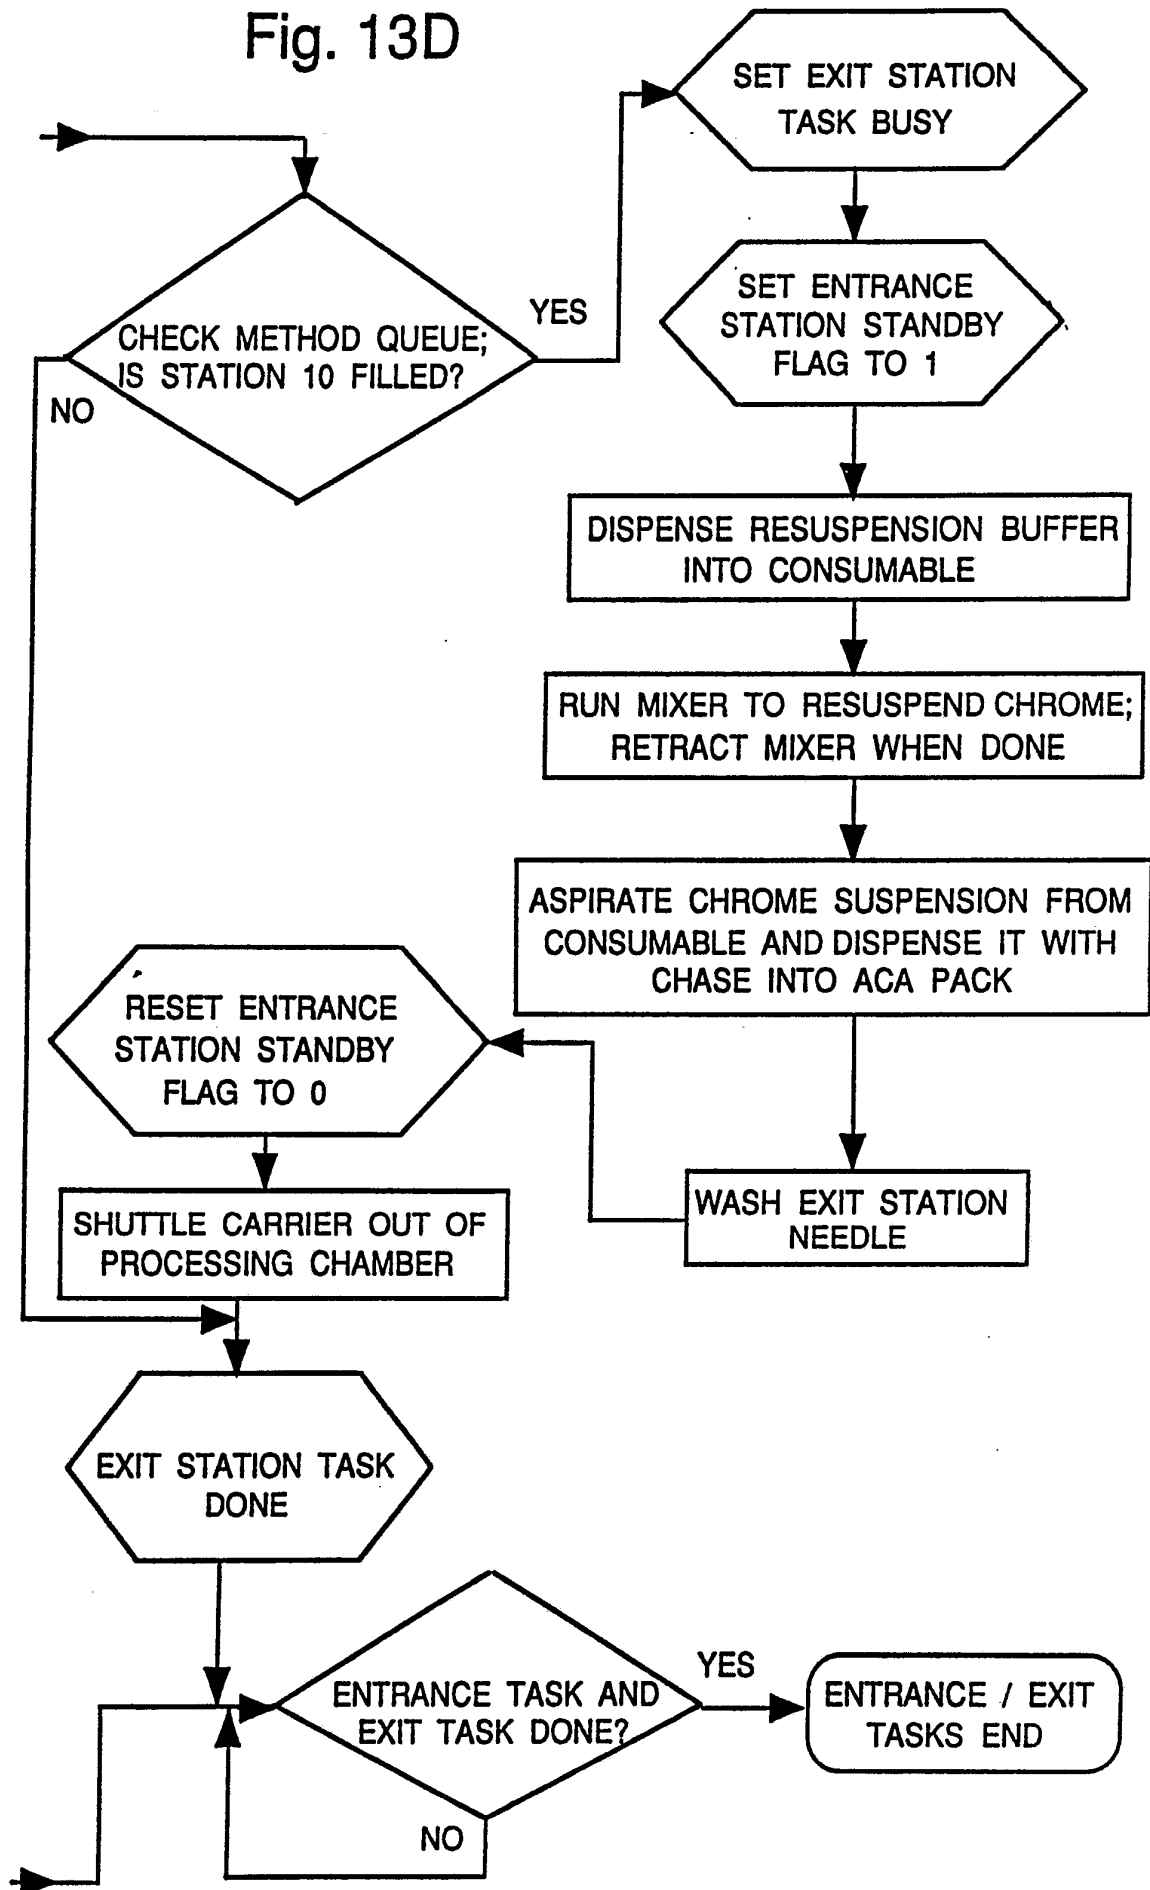 Fig. 13D
SET EXIT STATION
TASK BUSY
SET ENTRANCE
STATION STANDBY
FLAG TO 1
YES
CHECK METHOD QUEUE;
IS STATION 10 FILLED?
NO
DISPENSE RESUSPENSION BUFFER
INTO CONSUMABLE
RUN MIXER TO RESUSPEND CHROME;
RETRACT MIXER WHEN DONE
ASPIRATE CHROME SUSPENSION FROM
CONSUMABLE AND DISPENSE IT WITH
CHASE INTO ACA PACK
WASH EXIT STATION
NEEDLE
RESET ENTRANCE
STATION STANDBY
FLAG TO 0
SHUTTLE CARRIER OUT OF
PROCESSING CHAMBER
EXIT STATION TASK
DONE
ENTRANCE TASK AND
EXIT TASK DONE?
YES
NO
ENTRANCE / EXIT
TASKS END